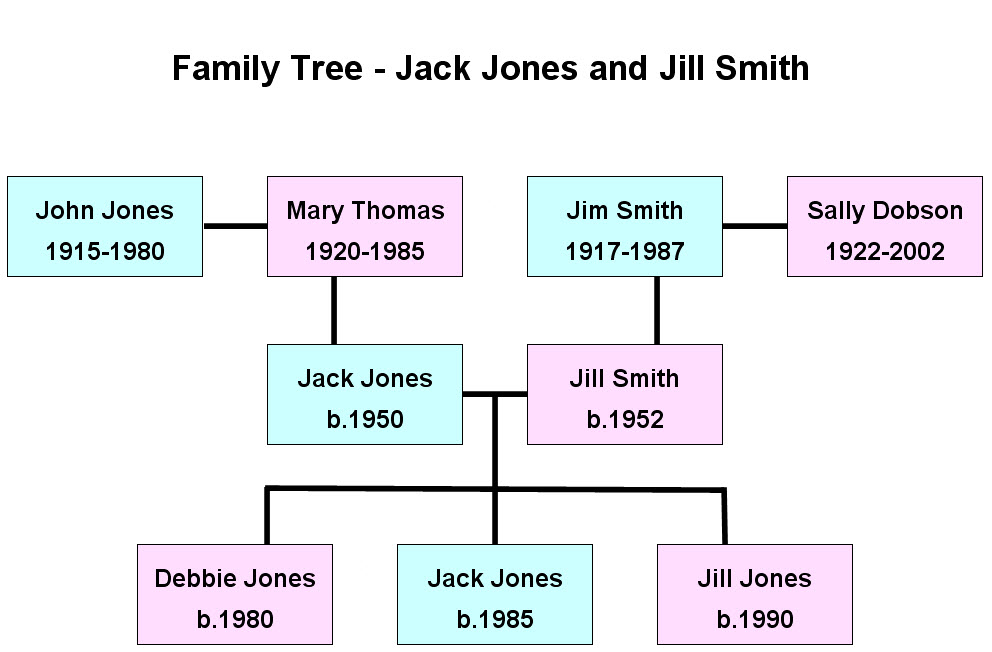 Family Tree - Jack Jones and Jill Smith
John Jones
1915-1980
Mary Thomas
1920-1985
Jim Smith
1917-1987
Sally Dobson
1922-2002
Jack Jones
b.1950
Jill Smith
b.1952
Debbie Jones
b.1980
Jack Jones
b.1985
Jill Jones
b.1990